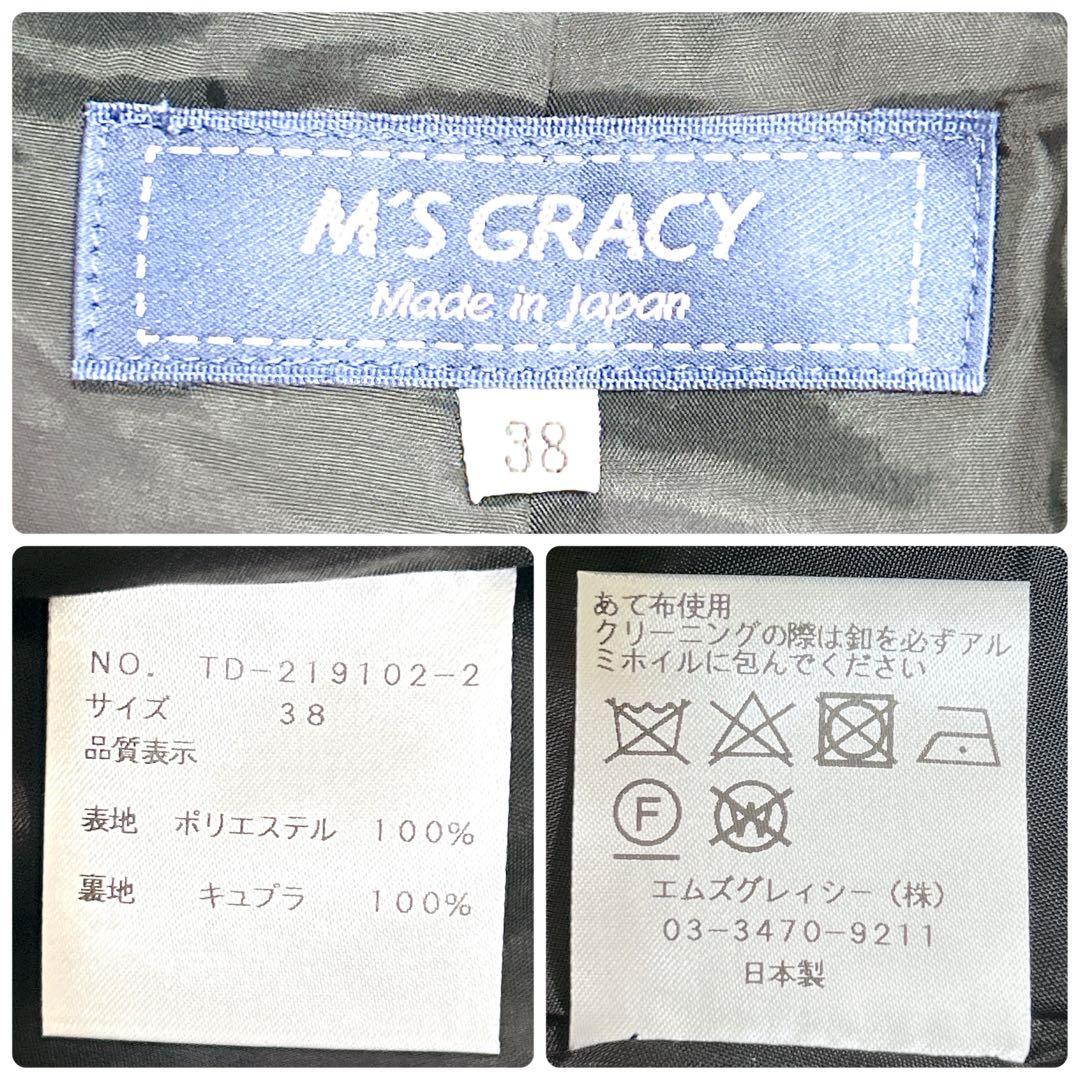 M'S GRACY
Made in Japan
38
NO. TD-219102-2
サイズ 38
品質表示
表地 ポリエステル 100%
裏地 キュプラ 100%
あて布使用
クリーニングの際は釦を必ずアル
ミホイルに包んでください
F W
エムズグレイシー(株)
03-3470-9211
日本製